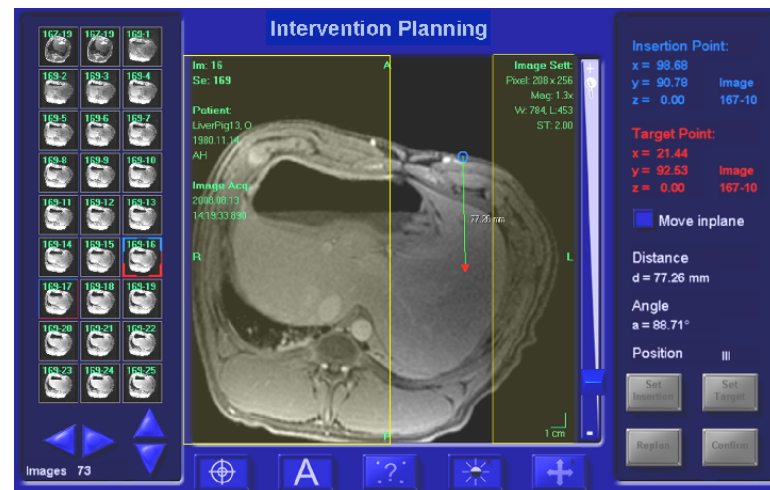 Intervention Planning
167-19 167-19 169-1
169-2 169-3 169-4
169-5 169-6 169-7
169-8 169-9 169-10
169-11 169-12 169-13
169-14 169-15 169-16
169-17 169-18 169-19
169-20 169-21 169-22
169-23 169-24 169-25
Images 73
Im: 16
Se: 169
Patient:
LiverPig13, O
1980.11.14
AH
Image Acq
2008.08.13
14:19:33.890
A
R
L
P
Image Sett:
Pixel: 208 x 256
Mag: 1.3x
W: 784, L:453
ST: 2.00
77.26 mm
1 cm
+
-
A
?
Insertion Point:
x = 98.68
y = 90.78 Image
z = 0.00 167-10
Target Point:
x = 21.44
y = 92.53 Image
z = 0.00 167-10
Move inplane
Distance
d = 77.26 mm
Angle
a = 88.71°
Position III
Set Insertion
Set Target
Replan
Confirm